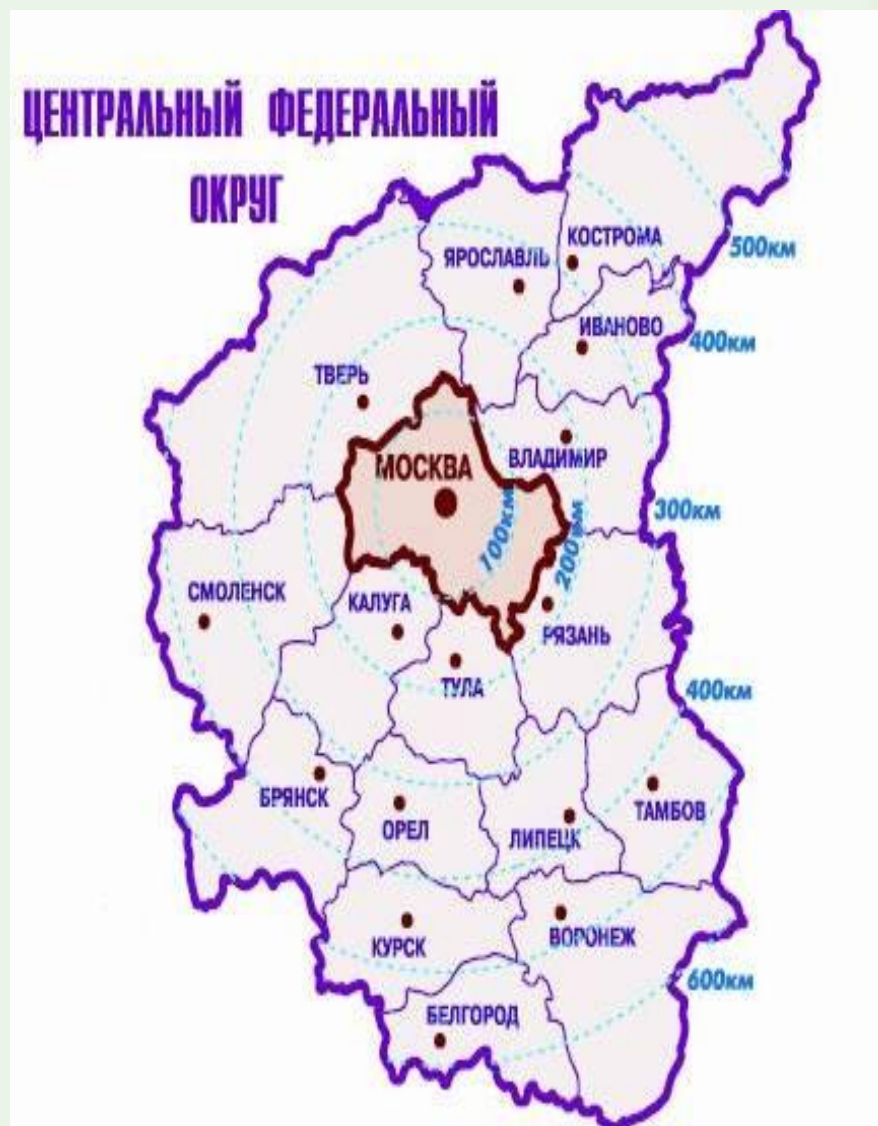 ЦЕНТРАЛЬНЫЙ ФЕДЕРАЛЬНЫЙ
ОКРУГ
КОСТРОМА
500км
ЯРОСЛАВЛЬ
ИВАНОВО
400км
ТВЕРЬ
ВЛАДИМИР
МОСКВА
300км
100км
200км
СМОЛЕНСК
КАЛУГА
РЯЗАНЬ
ТУЛА
400км
БРЯНСК
ОРЕЛ
ЛИПЕЦК
ТАМБОВ
КУРСК
ВОРОНЕЖ
600км
БЕЛГОРОД